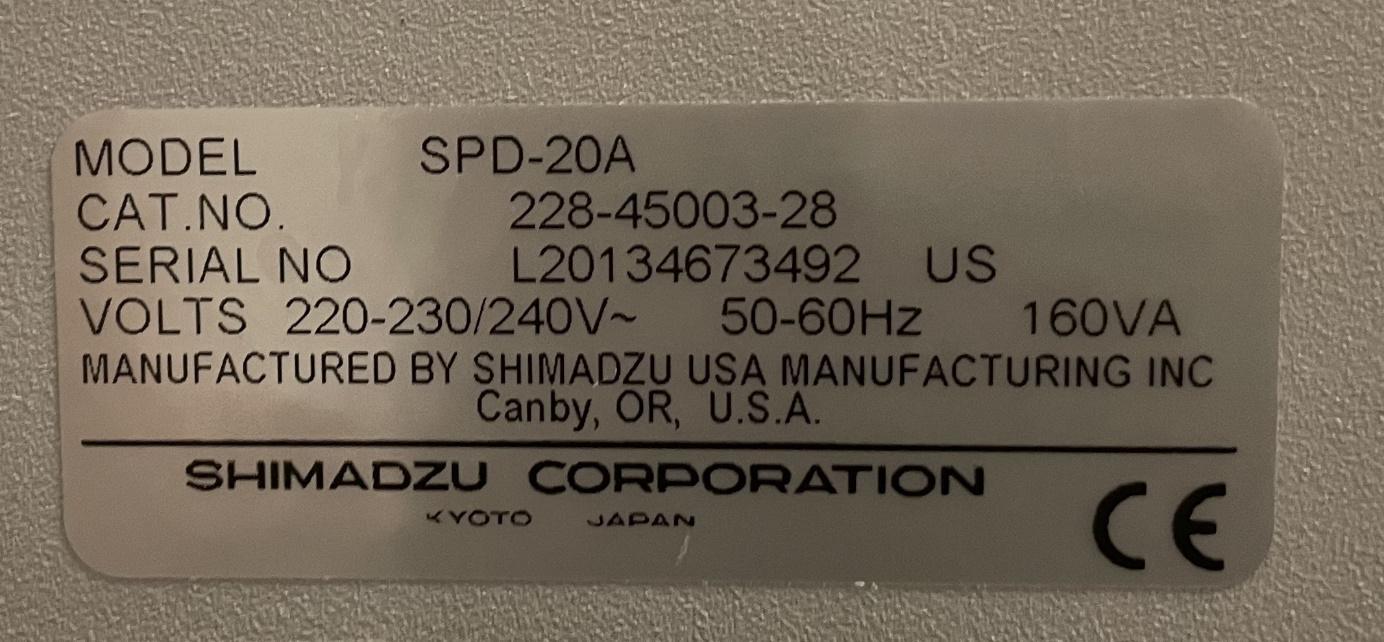 MODEL SPD-20A
CAT.NO. 228-45003-28
SERIAL NO L20134673492 US
VOLTS 220-230/240V~ 50-60Hz 160VA
MANUFACTURED BY SHIMADZU USA MANUFACTURING INC
Canby, OR, U.S.A.
SHIMADZU CORPORATION
KYOTO JAPAN
CE